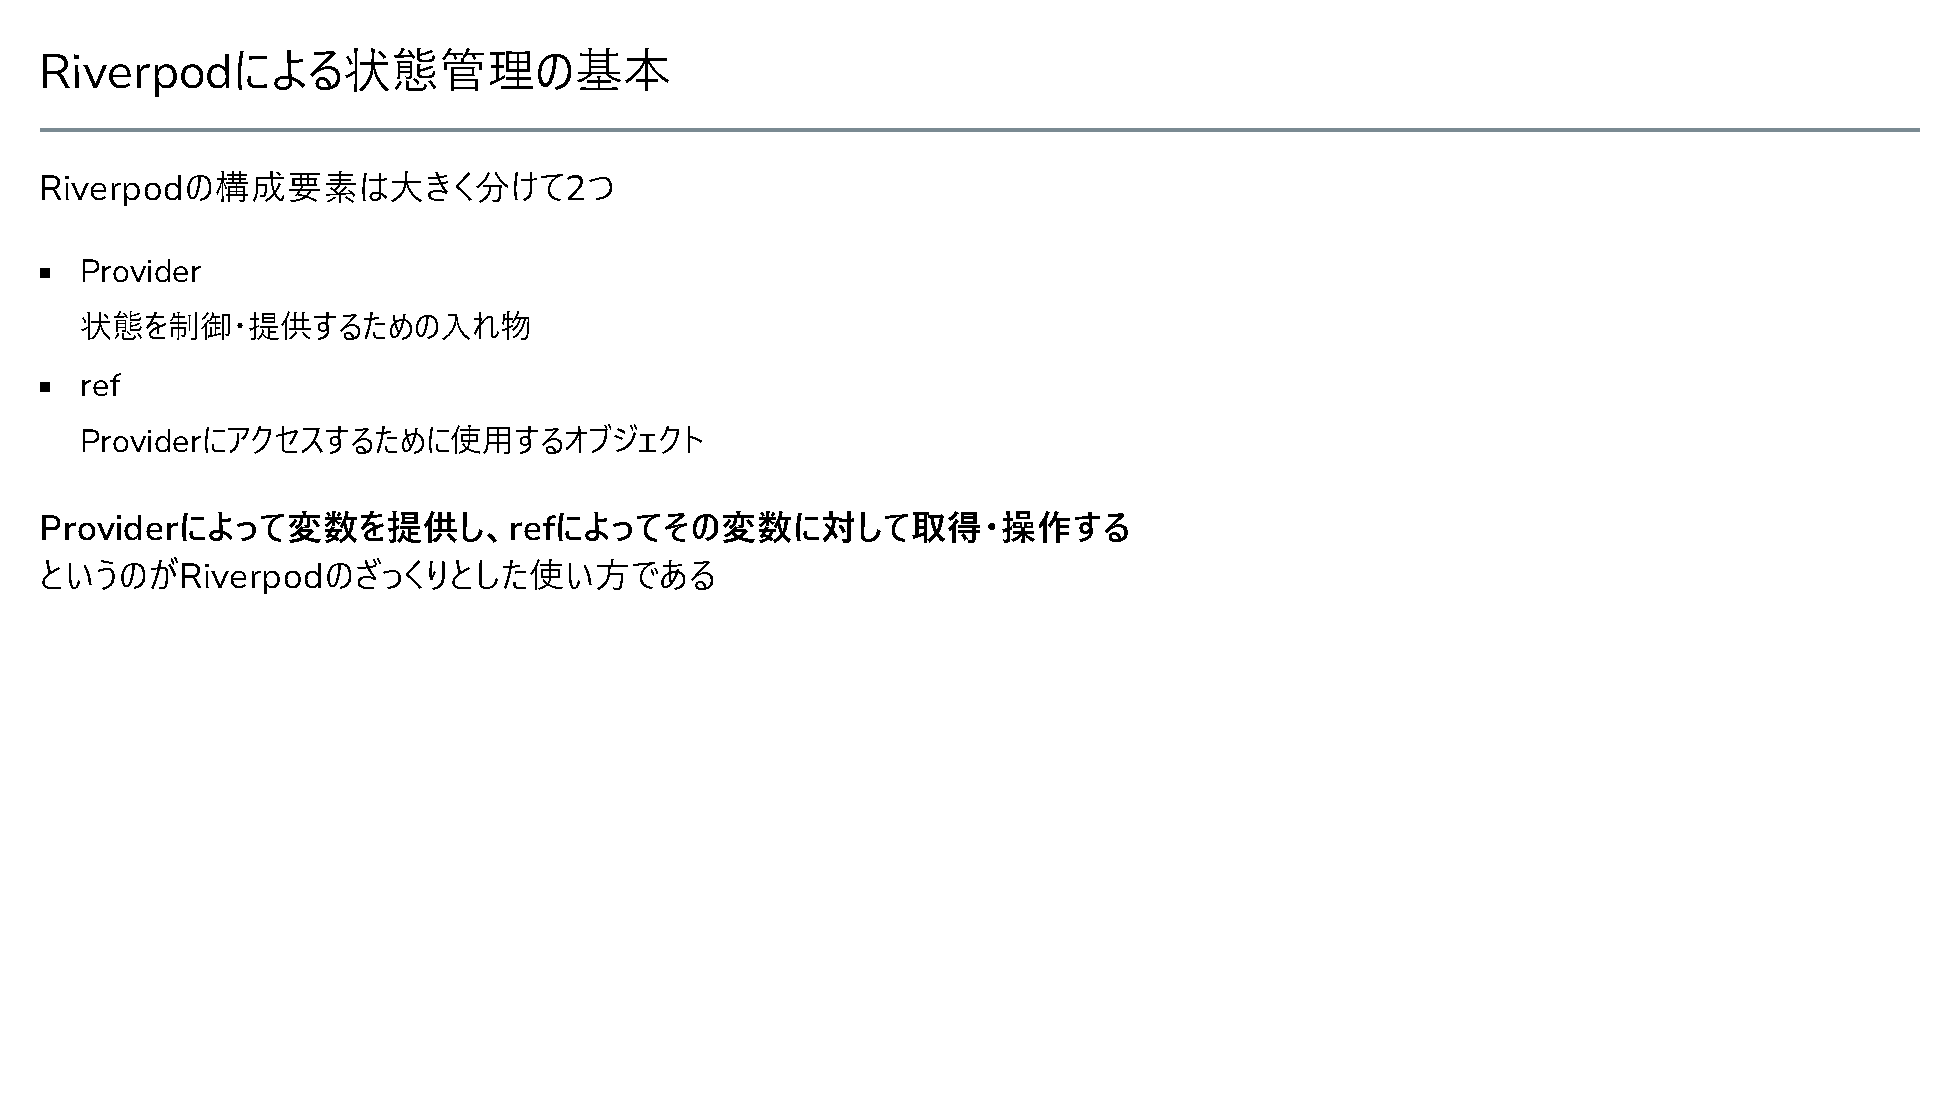 Riverpodによる状態管理の基本
Riverpodの構成要素は大きく分けて2つ
▪ Provider
状態を制御・提供するための入れ物
▪ ref
Providerにアクセスするために使用するオブジェクト
Providerによって変数を提供し、refによってその変数に対して取得・操作する
というのがRiverpodのざっくりとした使い方である